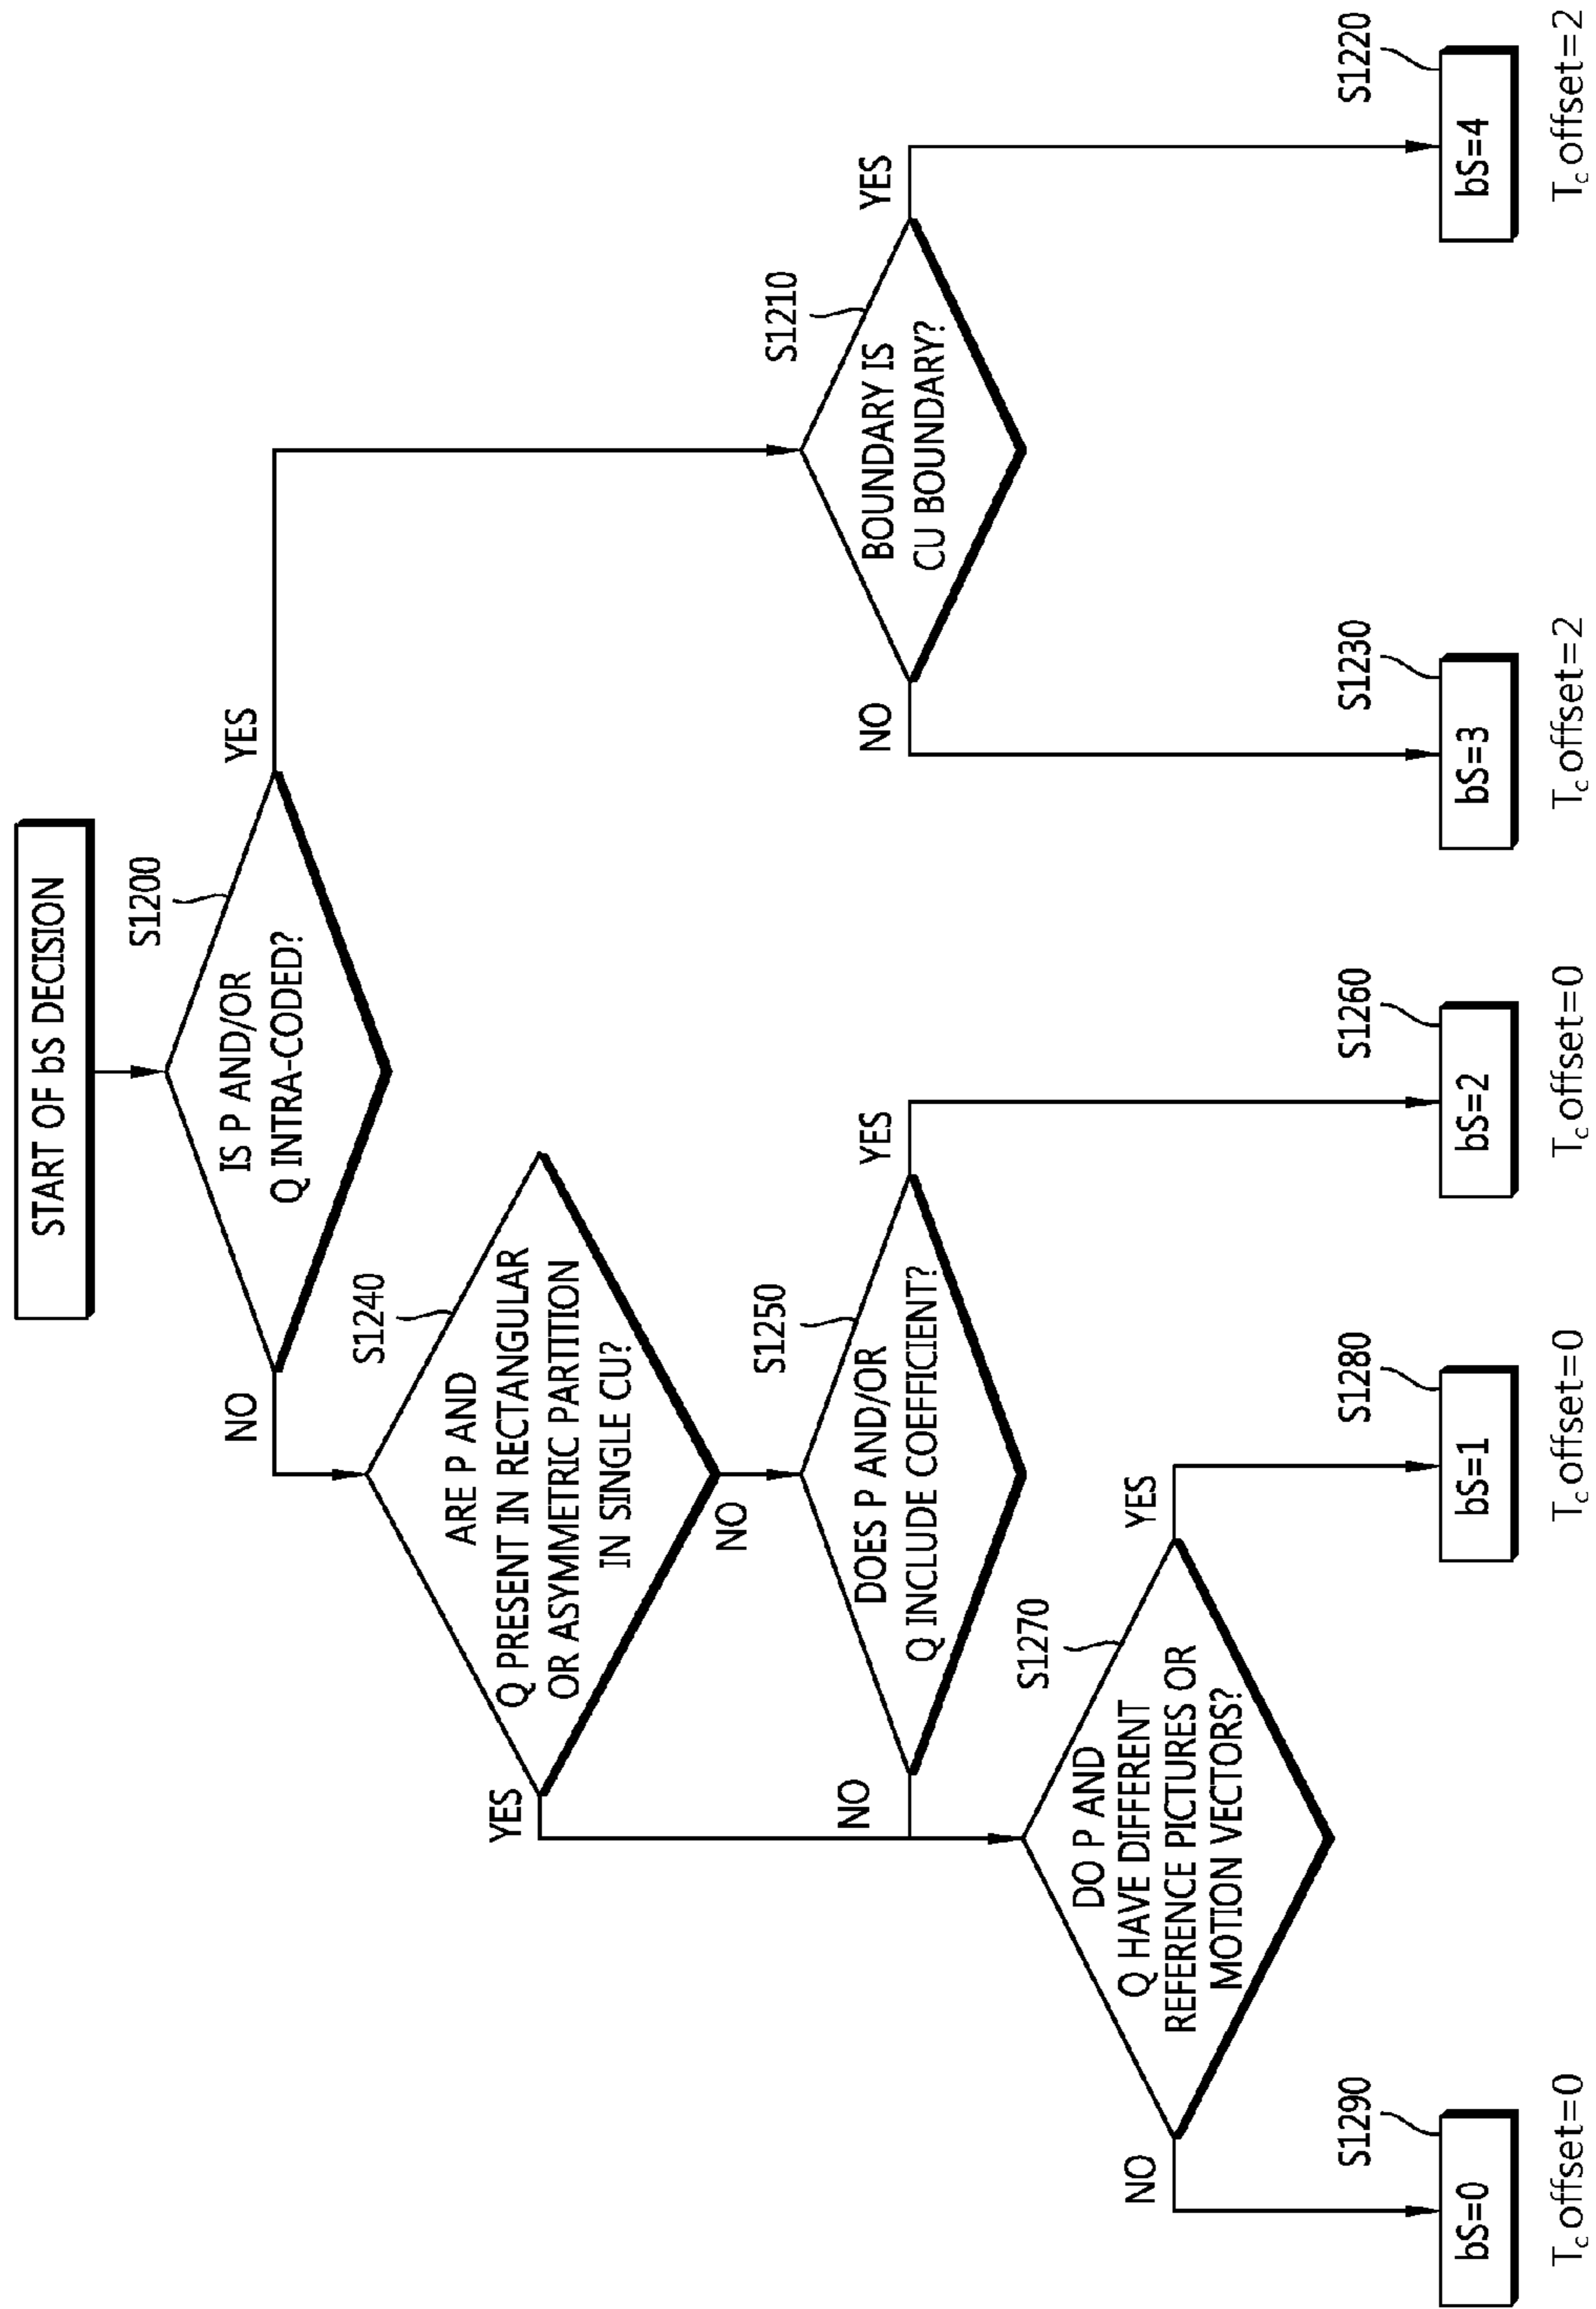 START OF bS DECISION
S1200
IS P AND/OR
Q INTRA-CODED?
NO
YES
S1240
ARE P AND
Q PRESENT IN RECTANGULAR
OR ASYMMETRIC PARTITION
IN SINGLE CU?
YES
NO
S1250
DOES P AND/OR
Q INCLUDE COEFFICIENT?
NO
YES
S1210
BOUNDARY IS
CU BOUNDARY?
NO
YES
S1270
DO P AND
Q HAVE DIFFERENT
REFERENCE PICTURES OR
MOTION VECTORS?
NO
YES
S1290
bS=0
Tc offset=0
S1280
bS=1
Tc offset=0
S1260
bS=2
Tc offset=0
S1230
bS=3
Tc offset=2
S1220
bS=4
Tc offset=2